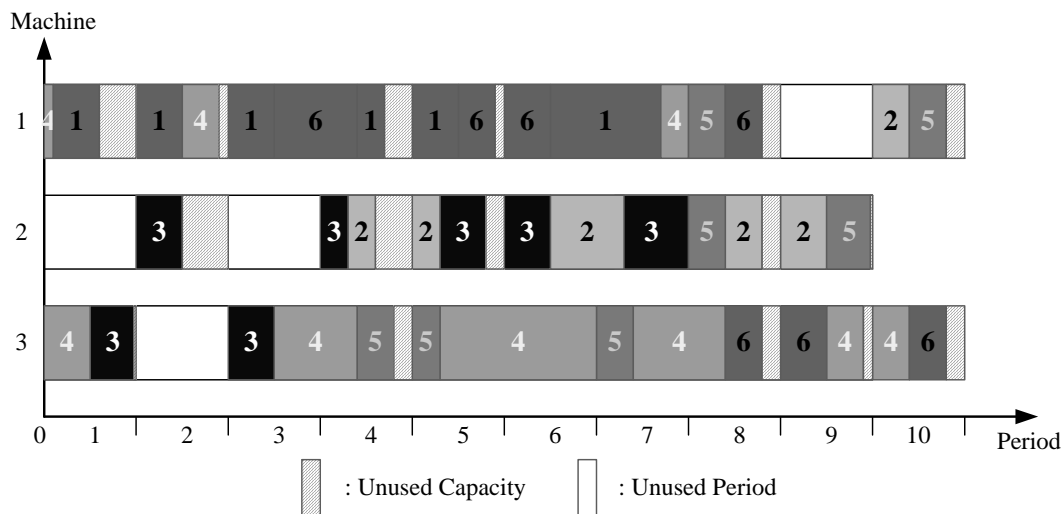 Machine
1 4 1 1 4 1 6 1 1 6 6 1 4 5 6 2 5
2 3 3 2 2 3 3 2 3 5 2 2 5
3 4 3 3 4 5 5 4 5 4 6 6 4 4 6
0 1 2 3 4 5 6 7 8 9 10 Period
: Unused Capacity : Unused Period